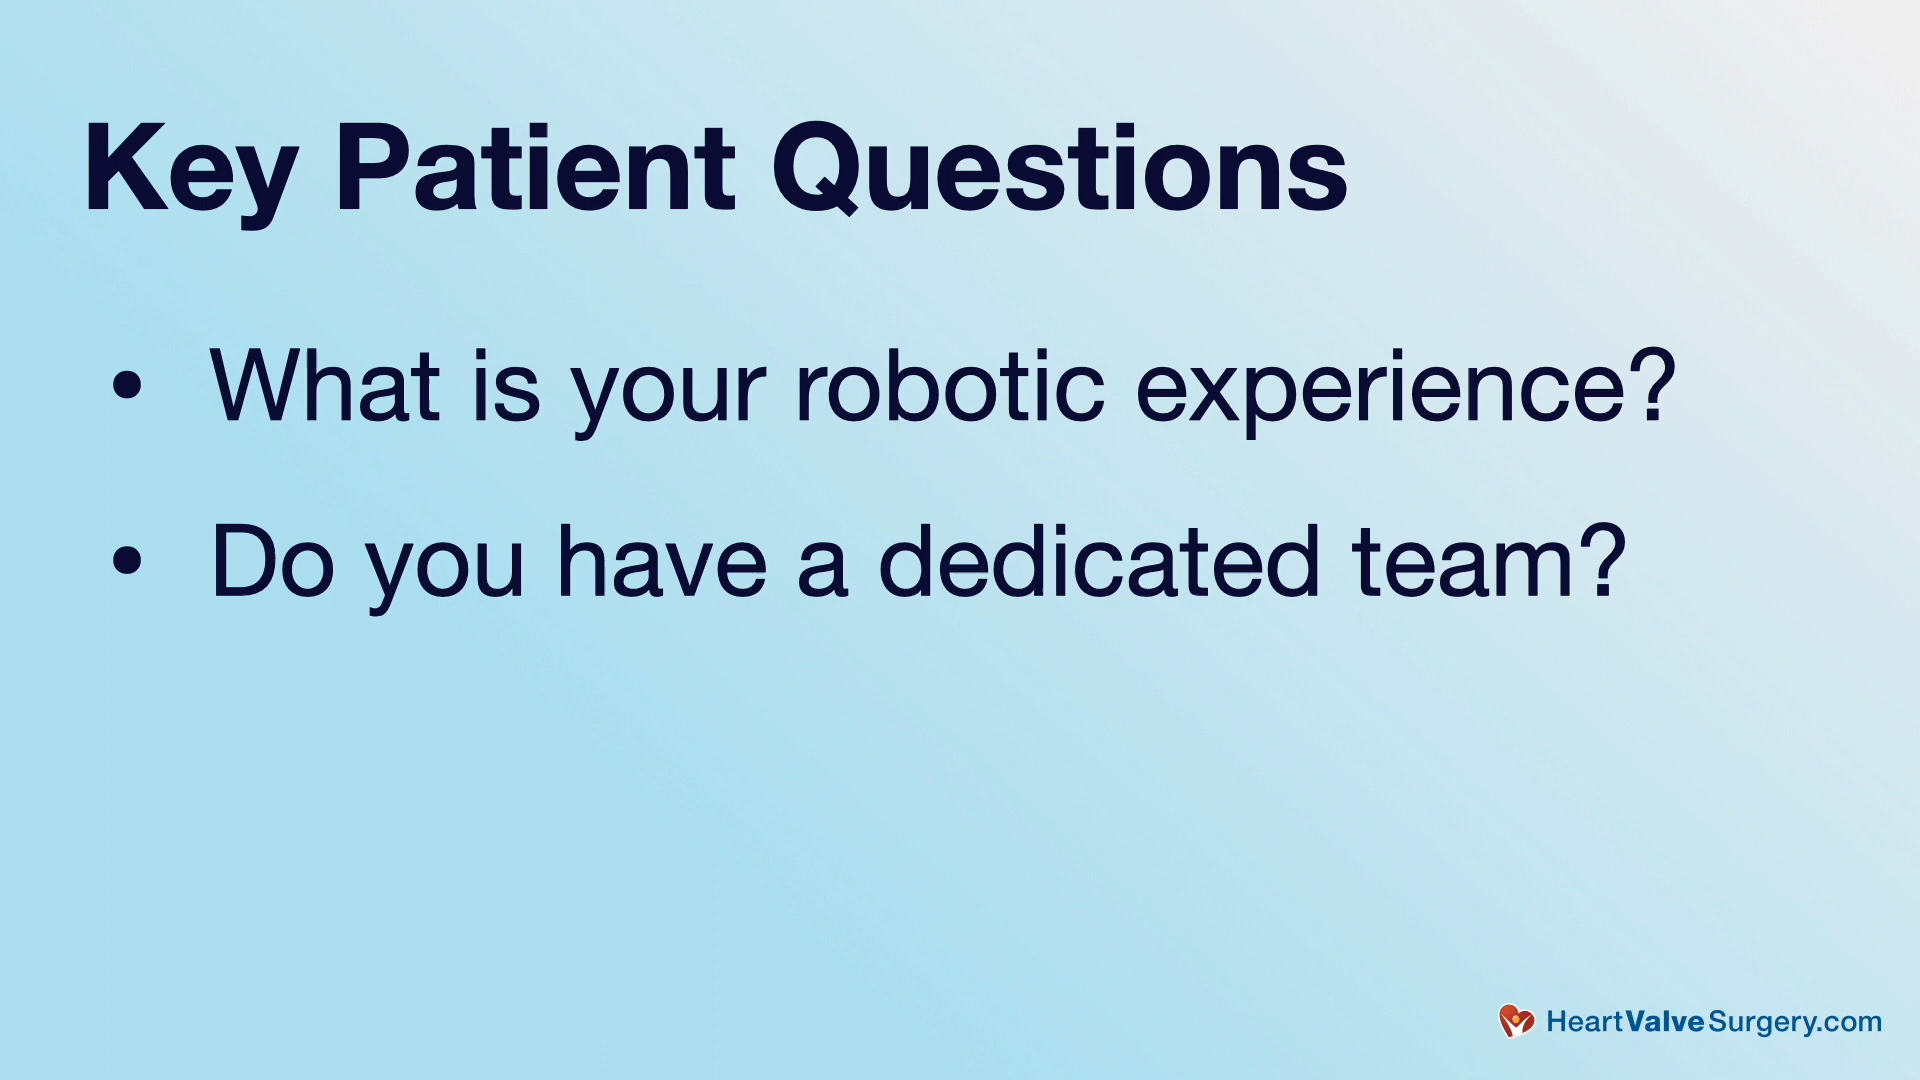 Key Patient Questions
• What is your robotic experience?
• Do you have a dedicated team?
HeartValveSurgery.com